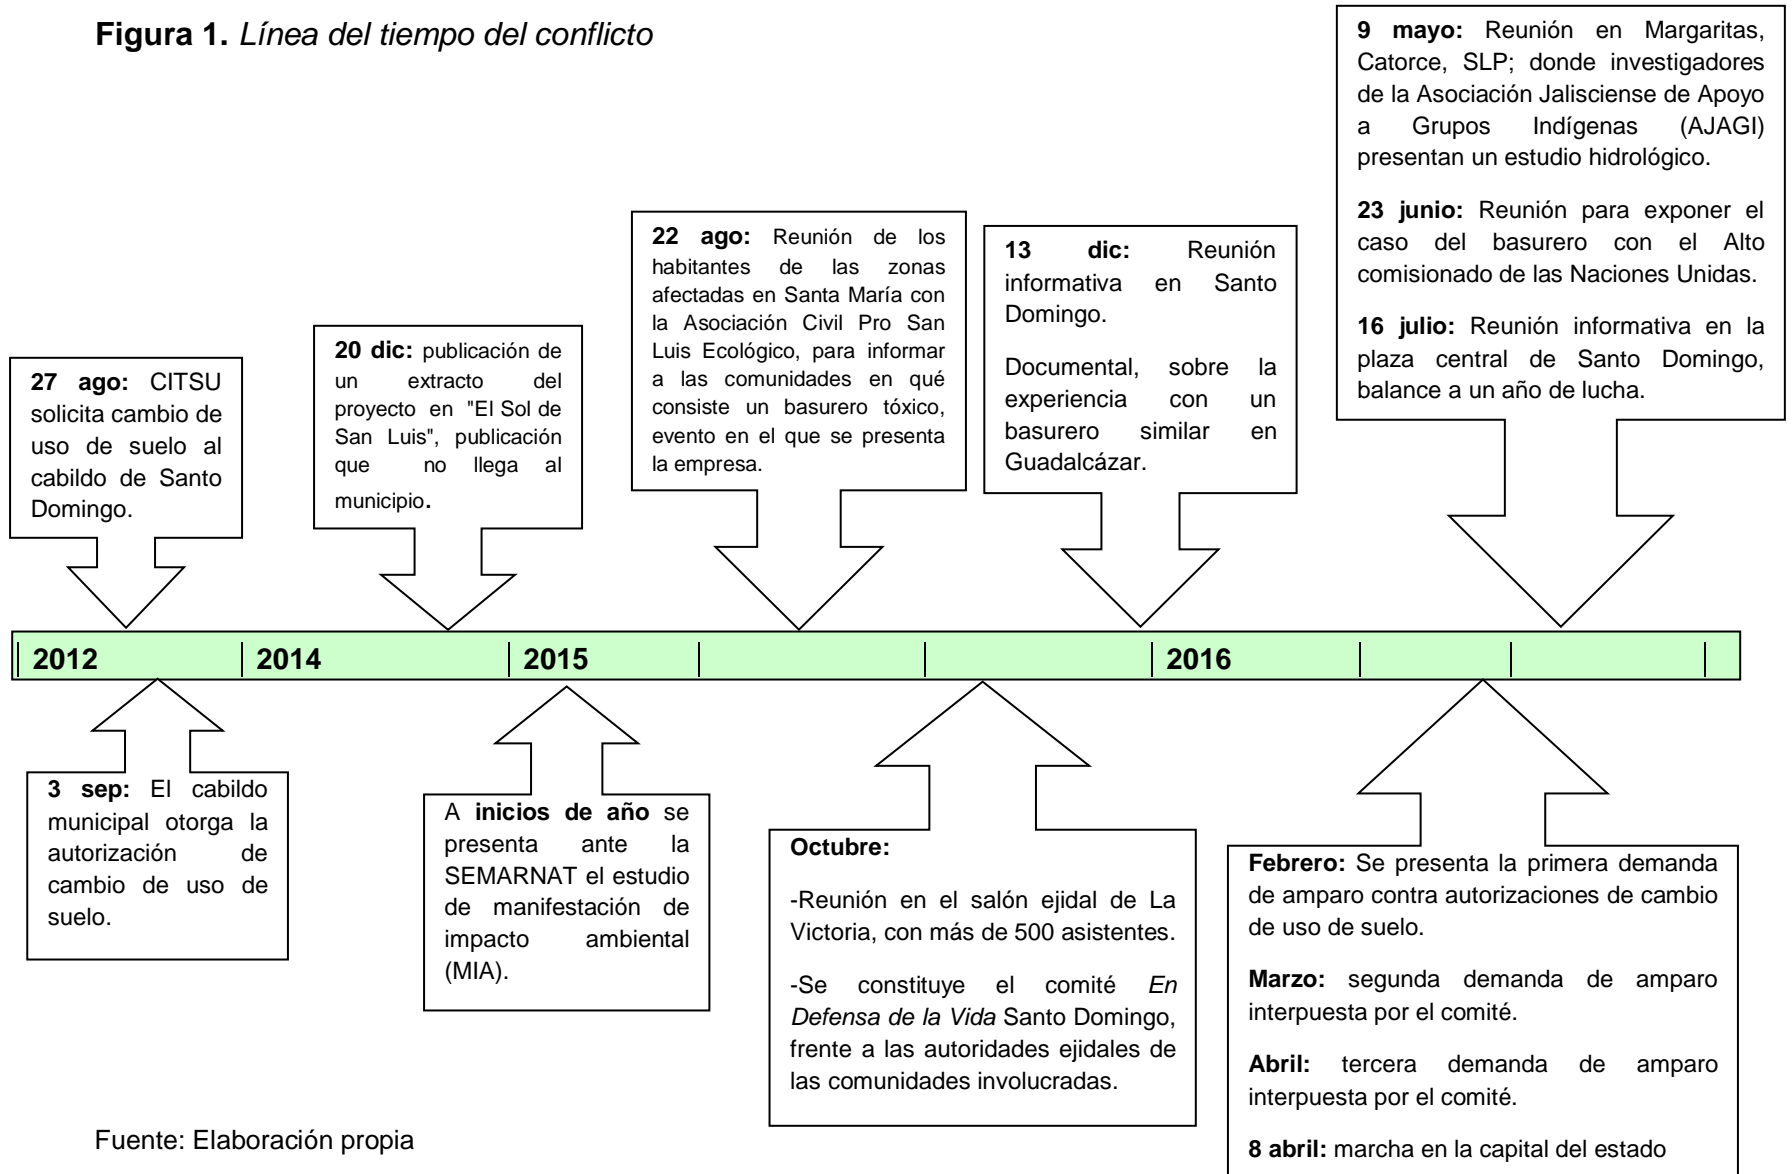 Figura 1. Línea del tiempo del conflicto
9 mayo: Reunión en Margaritas,
Catorce, SLP; donde investigadores
de la Asociación Jalisciense de Apoyo
a Grupos Indígenas (AJAGI)
presentan un estudio hidrológico.
23 junio: Reunión para exponer el
caso del basurero con el Alto
comisionado de las Naciones Unidas.
16 julio: Reunión informativa en la
plaza central de Santo Domingo,
balance a un año de lucha.
22 ago: Reunión de los
habitantes de las zonas
afectadas en Santa María con
la Asociación Civil Pro San
Luis Ecológico, para informar
a las comunidades en qué
consiste un basurero tóxico,
evento en el que se presenta
la empresa.
13 dic: Reunión
informativa en Santo
Domingo.
Documental, sobre la
experiencia con un
basurero similar en
Guadalcázar.
20 dic: publicación de
un extracto del
proyecto en "El Sol de
San Luis", publicación
que no llega al
municipio.
27 ago: CITSU
solicita cambio de
uso de suelo al
cabildo de Santo
Domingo.
2012 2014 2015 2016
3 sep: El cabildo
municipal otorga la
autorización de
cambio de uso de
suelo.
A inicios de año se
presenta ante la
SEMARNAT el estudio
de manifestación de
impacto ambiental
(MIA).
Octubre:
-Reunión en el salón ejidal de La
Victoria, con más de 500 asistentes.
-Se constituye el comité En
Defensa de la Vida Santo Domingo,
frente a las autoridades ejidales de
las comunidades involucradas.
Febrero: Se presenta la primera demanda
de amparo contra autorizaciones de cambio
de uso de suelo.
Marzo: segunda demanda de amparo
interpuesta por el comité.
Abril: tercera demanda de amparo
interpuesta por el comité.
8 abril: marcha en la capital del estado
Fuente: Elaboración propia